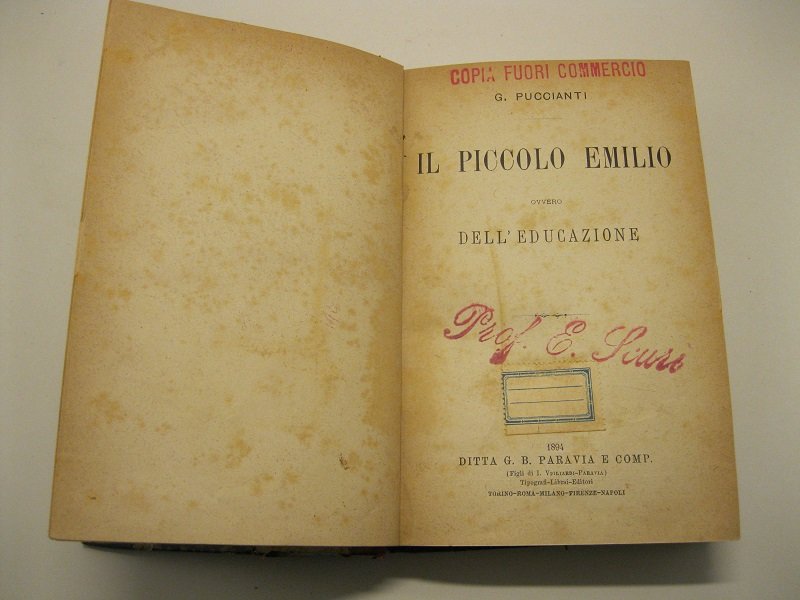 COPIA FUORI COMMERCIO
G. PUCCIANTI
IL PICCOLO EMILIO
OVVERO
DELL'EDUCAZIONE
Prof. E. Scuri
1894
DITTA G. B. PARAVIA E COMP.
(Figli di I. VIGLIARDI-PARAVIA)
Tipografi-Librai-Editori
TORINO-ROMA-MILANO-FIRENZE-NAPOLI